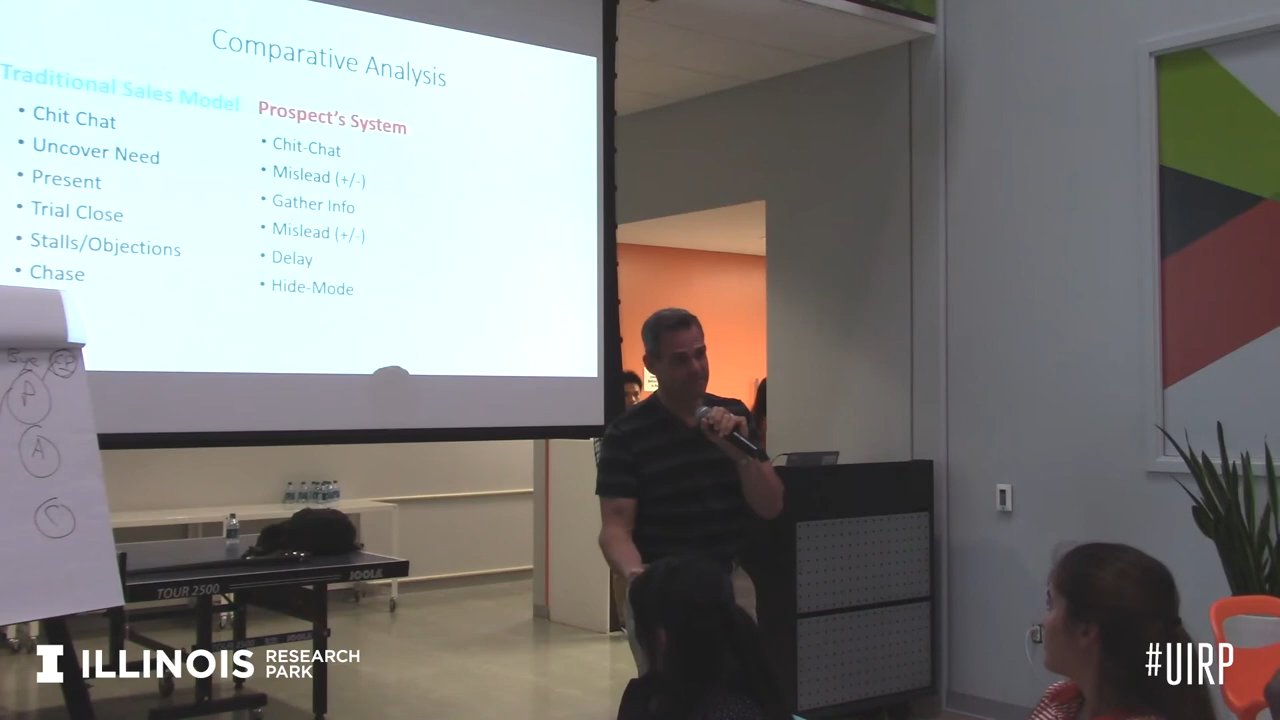 Comparative Analysis
Traditional Sales Model
• Chit Chat
• Uncover Need
• Present
• Trial Close
• Stalls/Objections
• Chase
Prospect's System
• Chit-Chat
• Mislead (+/-)
• Gather Info
• Mislead (+/-)
• Delay
• Hide-Mode
P
A
TOUR 2500
JOOLA
JOOLA
I ILLINOIS RESEARCH PARK
#UIRP